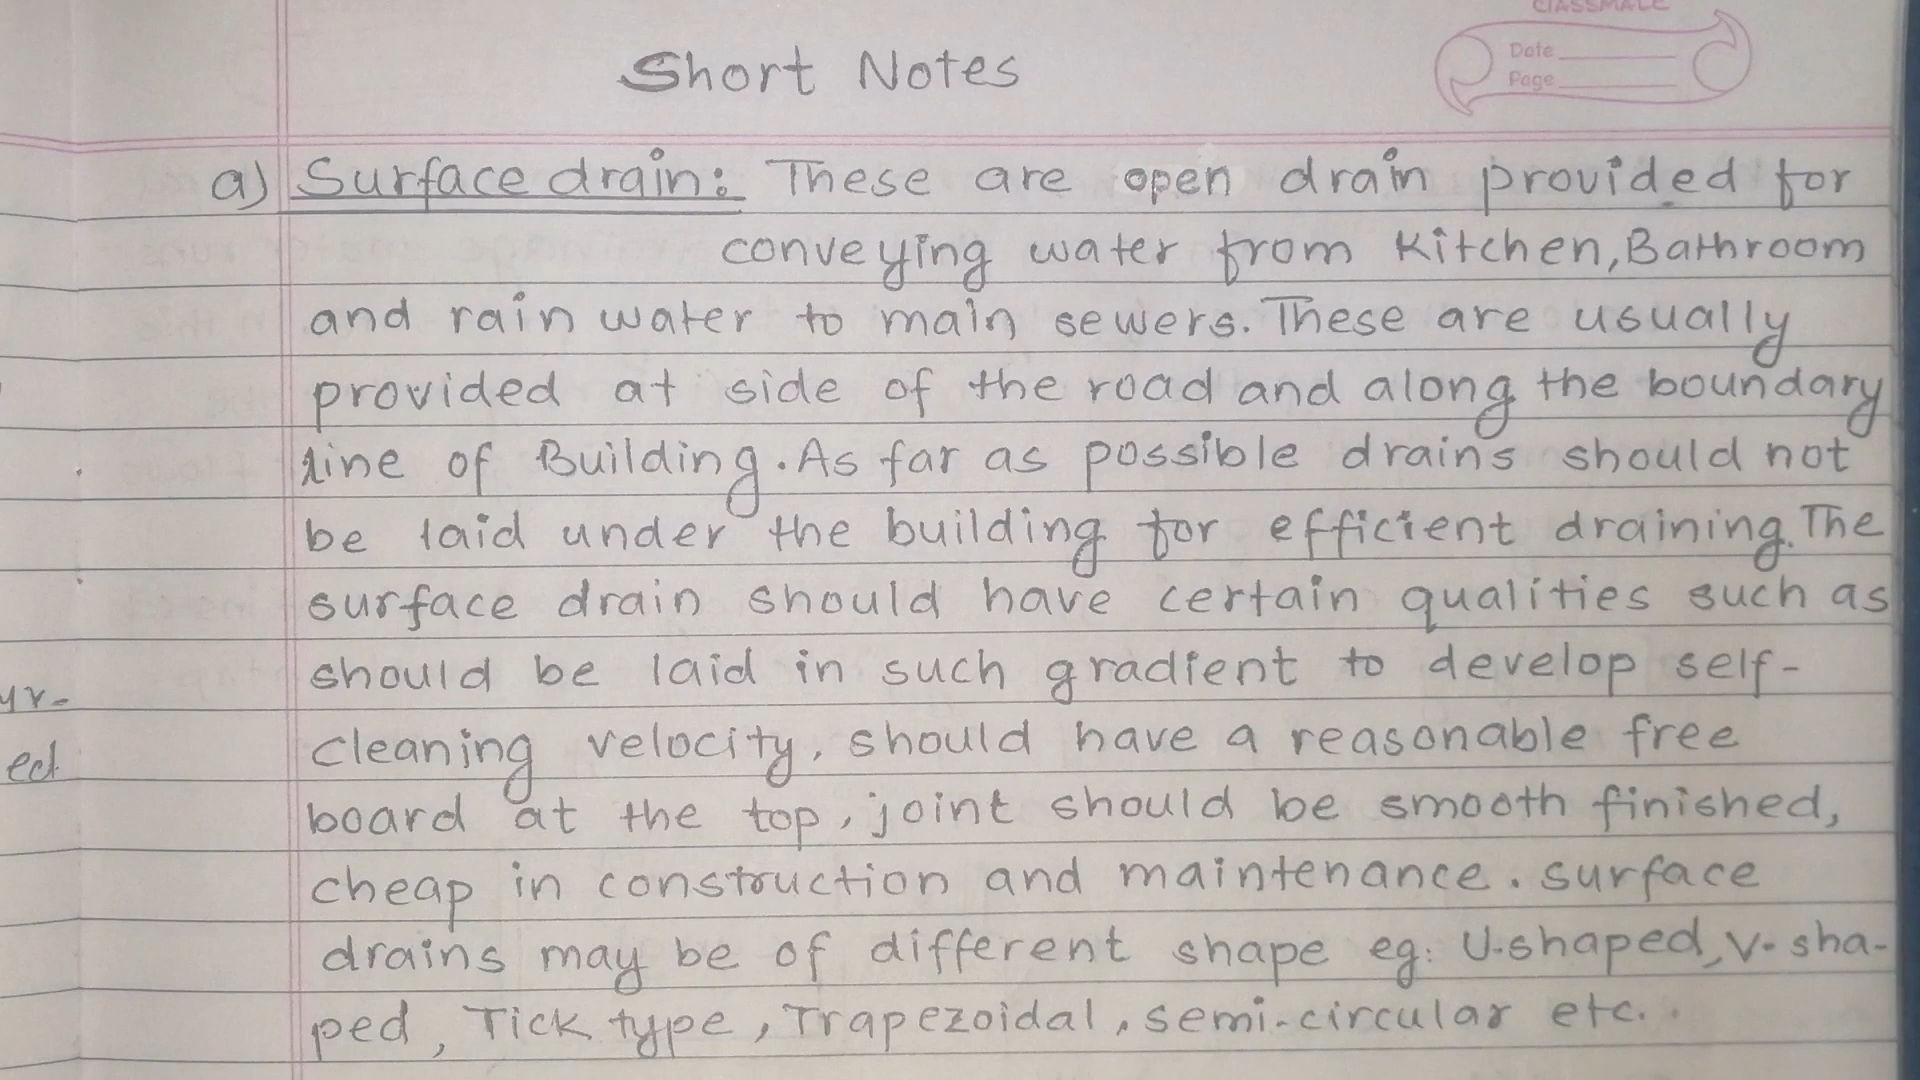 classmate
Date
Page
Short Notes
a) Surface drain: These are open drain provided for
conveying water from Kitchen, Bathroom
and rain water to main sewers. These are usually
provided at side of the road and along the boundary
line of Building. As far as possible drains should not
be laid under the building for efficient draining. The
surface drain should have certain qualities such as
should be laid in such gradient to develop self-
cleaning velocity, should have a reasonable free
board at the top, joint should be smooth finished,
cheap in construction and maintenance. surface
drains may be of different shape eg: U-shaped, V-sha-
ped, Tick type, Trapezoidal, semi-circular etc.